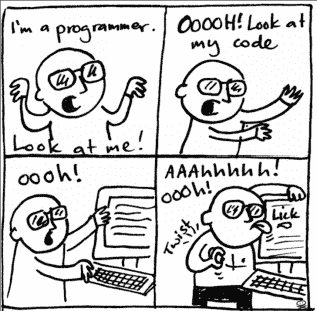 I'm a programmer.
Look at me!
OOOOH! Look at
my code
oooh!
AAAhhhhh!
oooh!
Twist
Lick